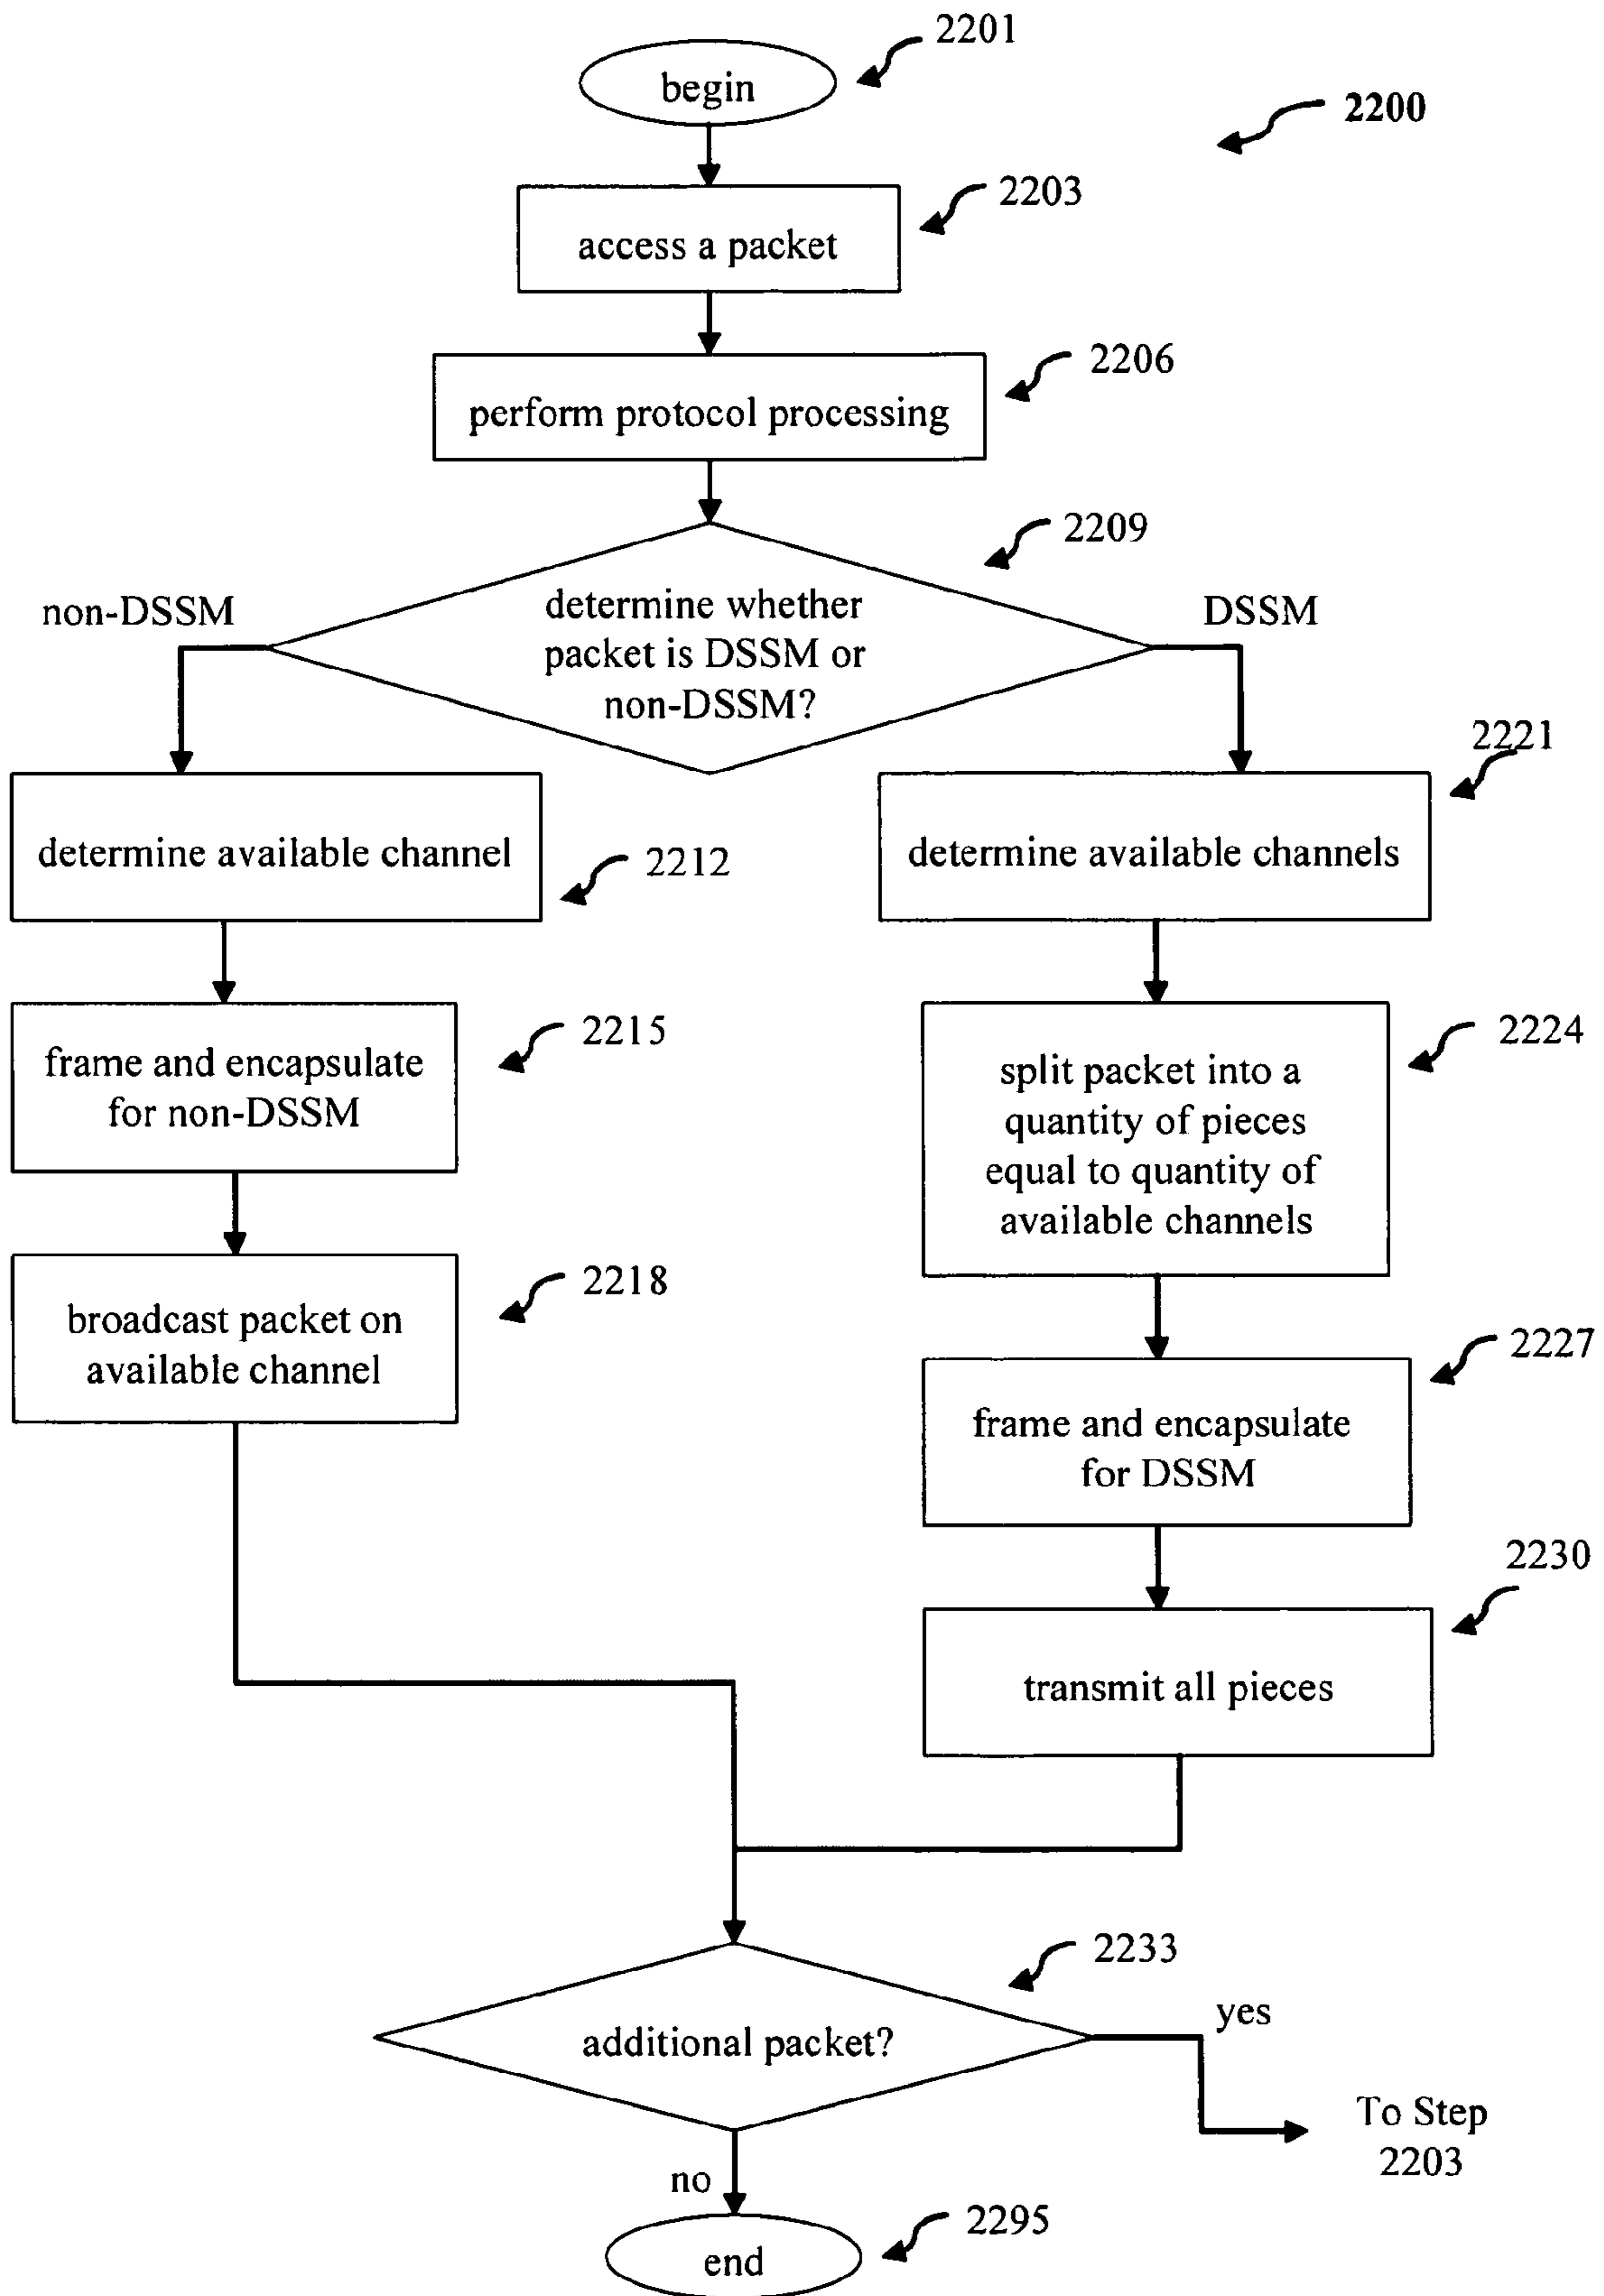 2201
begin
2200
2203
access a packet
2206
perform protocol processing
2209
non-DSSM
determine whether
packet is DSSM or
non-DSSM?
DSSM
2221
determine available channel
2212
determine available channels
2215
frame and encapsulate
for non-DSSM
2224
split packet into a
quantity of pieces
equal to quantity of
available channels
2218
broadcast packet on
available channel
2227
frame and encapsulate
for DSSM
2230
transmit all pieces
2233
additional packet?
yes
To Step
2203
no
2295
end